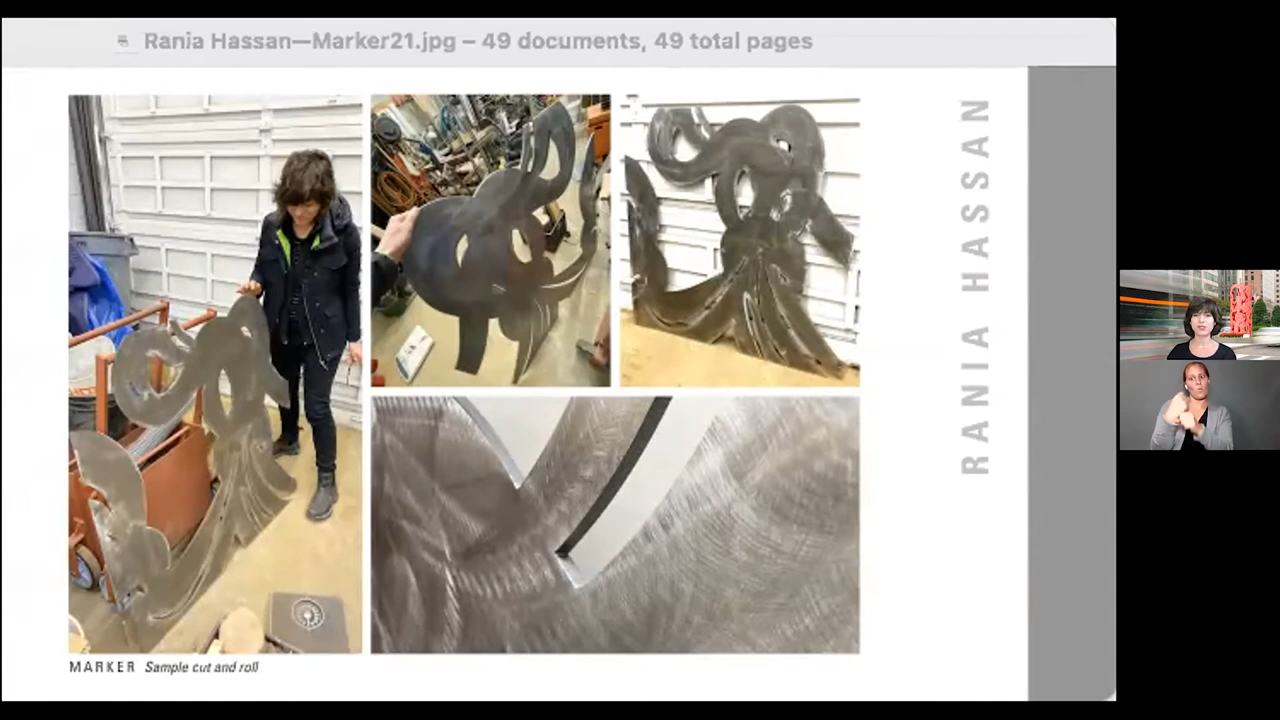 Rania Hassan—Marker21.jpg – 49 documents, 49 total pages
RANIA HASSAN
MARKER Sample cut and roll